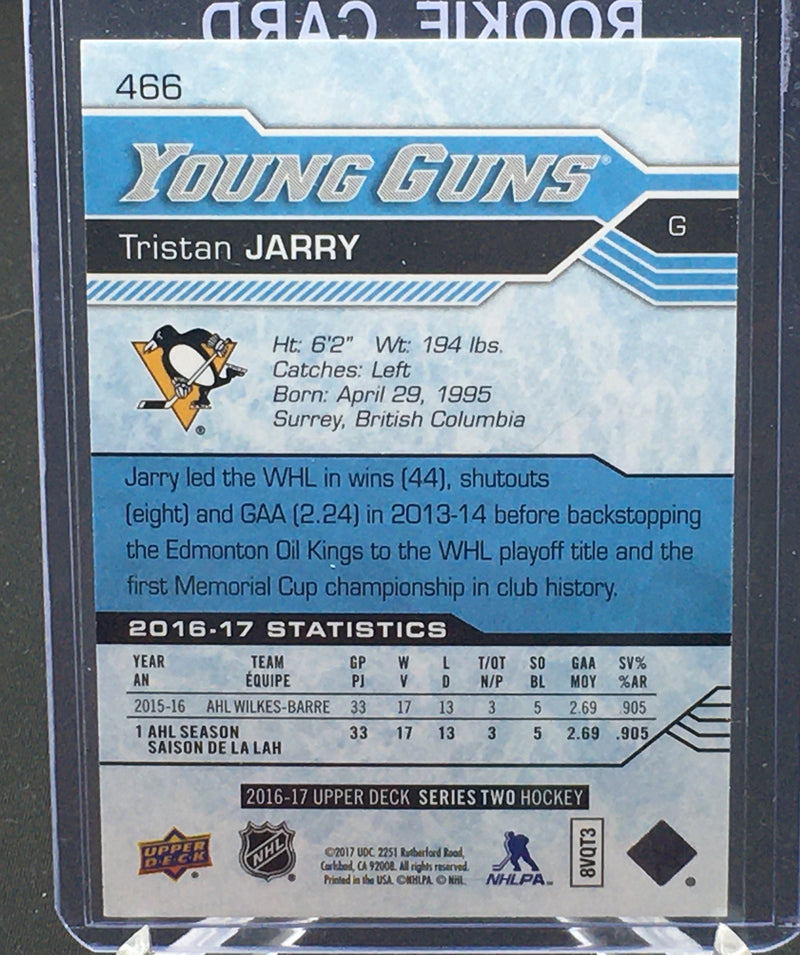 ROOKIE CARD
466
YOUNG GUNS®
Tristan JARRY
G
Ht: 6'2" Wt: 194 lbs.
Catches: Left
Born: April 29, 1995
Surrey, British Columbia
Jarry led the WHL in wins (44), shutouts
(eight) and GAA (2.24) in 2013-14 before backstopping
the Edmonton Oil Kings to the WHL playoff title and the
first Memorial Cup championship in club history.
2016-17 STATISTICS
YEAR TEAM GP W L T/OT SO GAA SV%
AN ÉQUIPE PJ V D N/P BL MOY %AR
2015-16 AHL WILKES-BARRE 33 17 13 3 5 2.69 .905
1 AHL SEASON 33 17 13 3 5 2.69 .905
SAISON DE LA LAH
2016-17 UPPER DECK SERIES TWO HOCKEY
UPPER
DECK
NHL
©2017 UDC. 2251 Rutherford Road,
Carlsbad, CA 92008. All rights reserved.
Printed in the USA. ©NHLPA. © NHL
NHLPA™
8VQT3